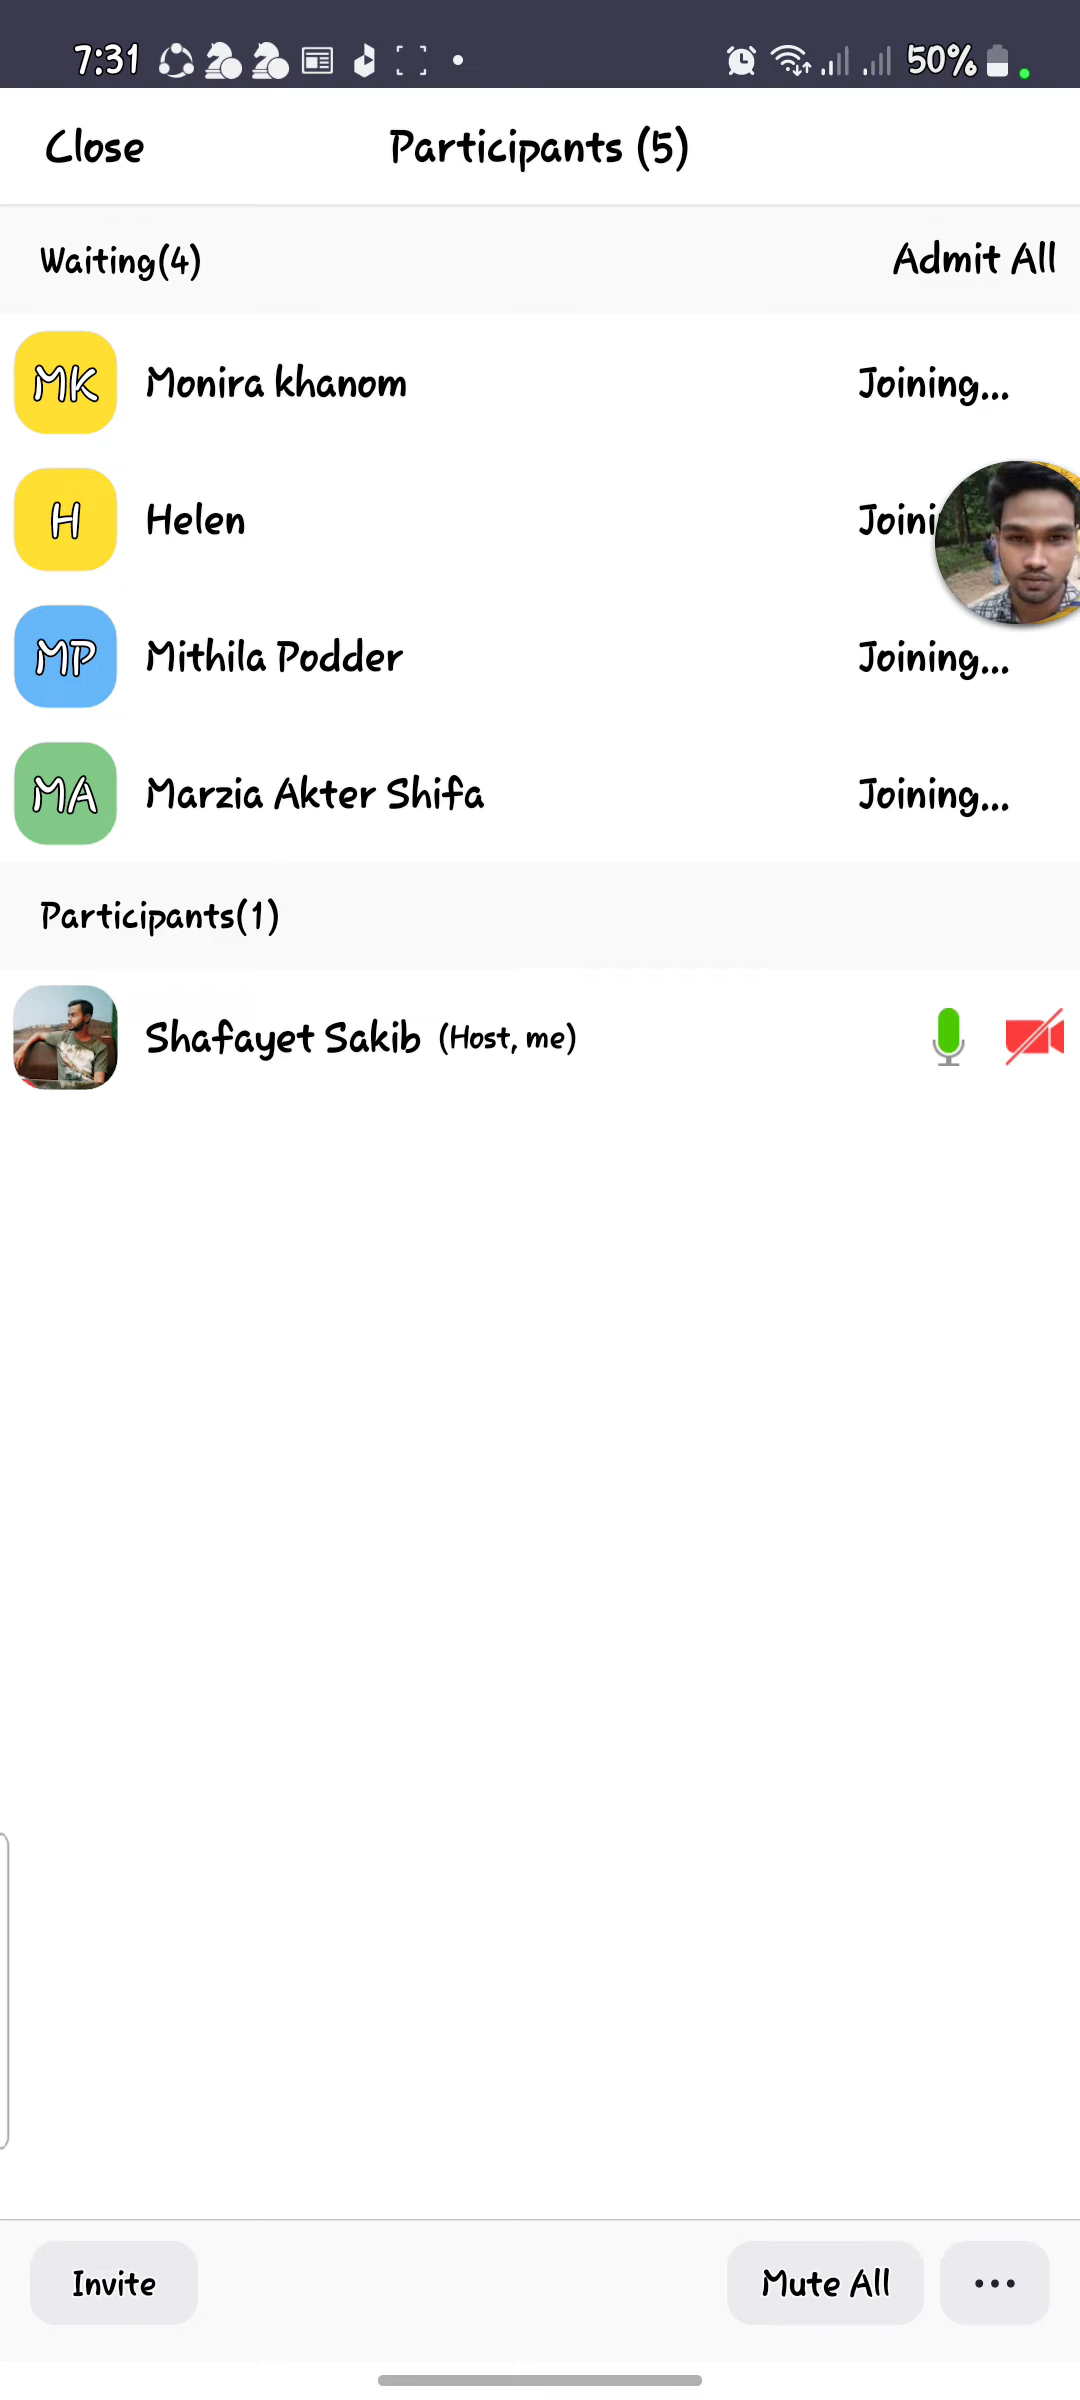 7:31 50%
Close Participants (5)
Waiting(4) Admit All
MK Monira khanom Joining...
H Helen
MP Mithila Podder Joining...
MA Marzia Akter Shifa Joining...
Participants(1)
Shafayet Sakib (Host, me)
Invite Mute All ...